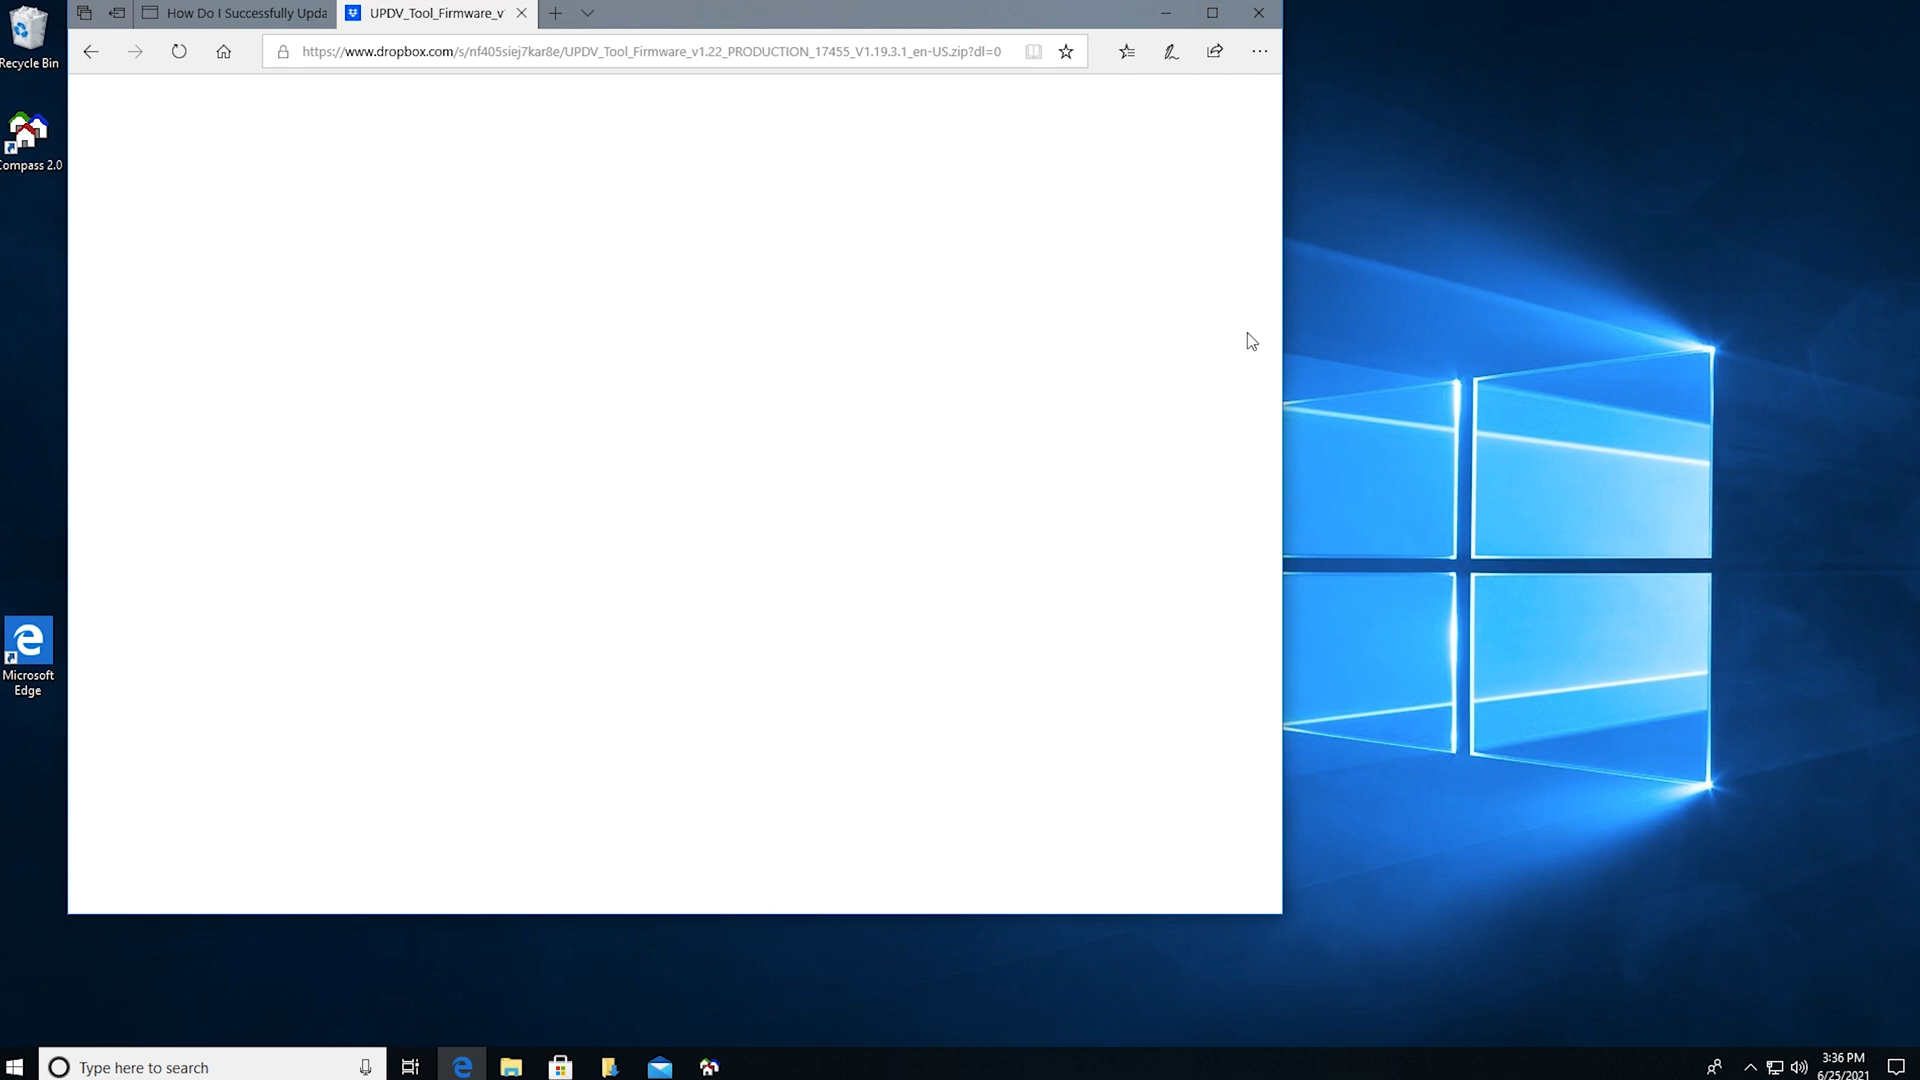 How Do I Successfully Upda
UPDV_Tool_Firmware_v
https://www.dropbox.com/s/nf405siej7kar8e/UPDV_Tool_Firmware_v1.22_PRODUCTION_17455_V1.19.3.1_en-US.zip?dl=0
Recycle Bin
Compass 2.0
Microsoft
Edge
Type here to search
3:36 PM
6/25/2021